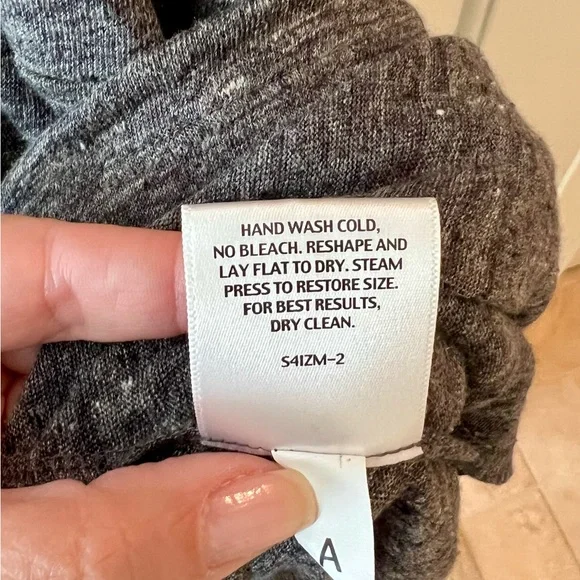 HAND WASH COLD,
NO BLEACH. RESHAPE AND
LAY FLAT TO DRY. STEAM
PRESS TO RESTORE SIZE.
FOR BEST RESULTS,
DRY CLEAN.
S41ZM-2
A